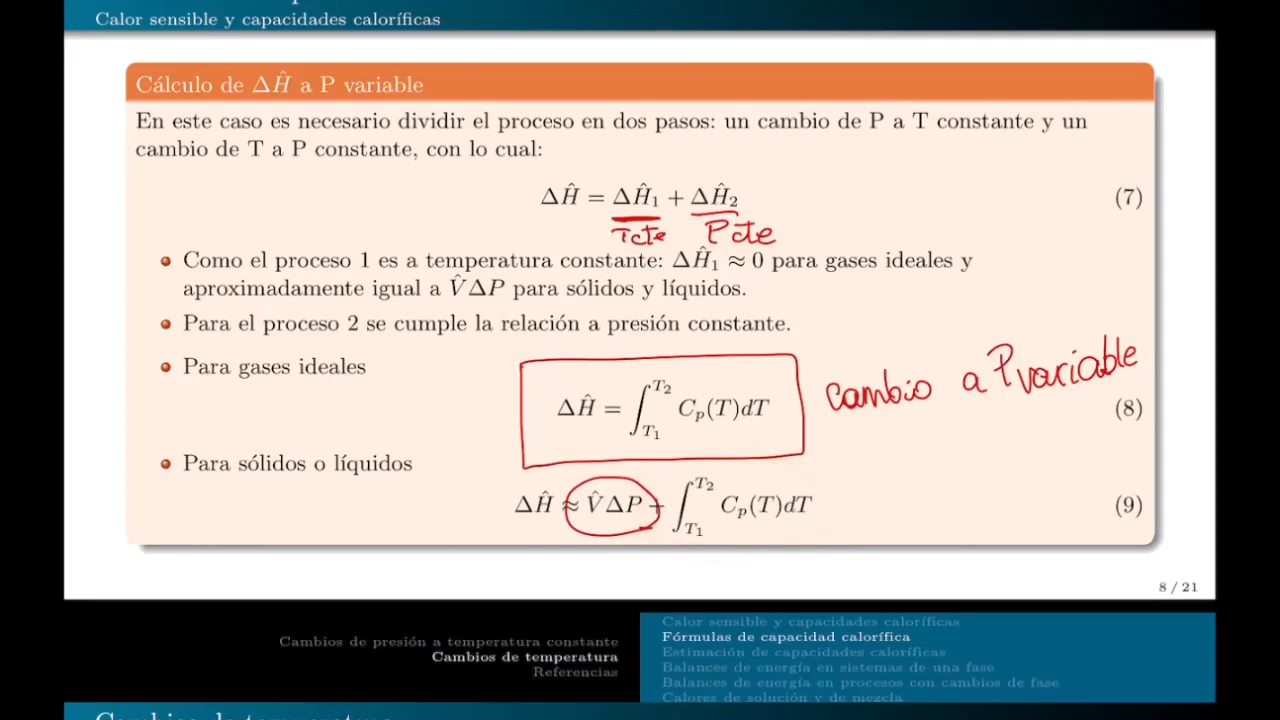 Calor sensible y capacidades caloríficas
Cálculo de ΔĤ a P variable
En este caso es necesario dividir el proceso en dos pasos: un cambio de P a T constante y un
cambio de T a P constante, con lo cual:
ΔĤ = ΔĤ₁ + ΔĤ₂ (7)
Tcte Pcte
Como el proceso 1 es a temperatura constante: ΔĤ₁ ≈ 0 para gases ideales y
aproximadamente igual a V̂ΔP para sólidos y líquidos.
Para el proceso 2 se cumple la relación a presión constante.
Para gases ideales
cambio a P variable
ΔĤ = ∫_{T₁}^{T₂} Cₚ(T)dT (8)
Para sólidos o líquidos
ΔĤ ≈ V̂ΔP + ∫_{T₁}^{T₂} Cₚ(T)dT (9)
8 / 21
Cambios de presión a temperatura constante
Cambios de temperatura
Referencias
Calor sensible y capacidades caloríficas
Fórmulas de capacidad calorífica
Estimación de capacidades caloríficas
Balances de energía en sistemas de una fase
Balances de energía en procesos con cambios de fase
Calores de solución y de mezcla
Cambios de temperatura